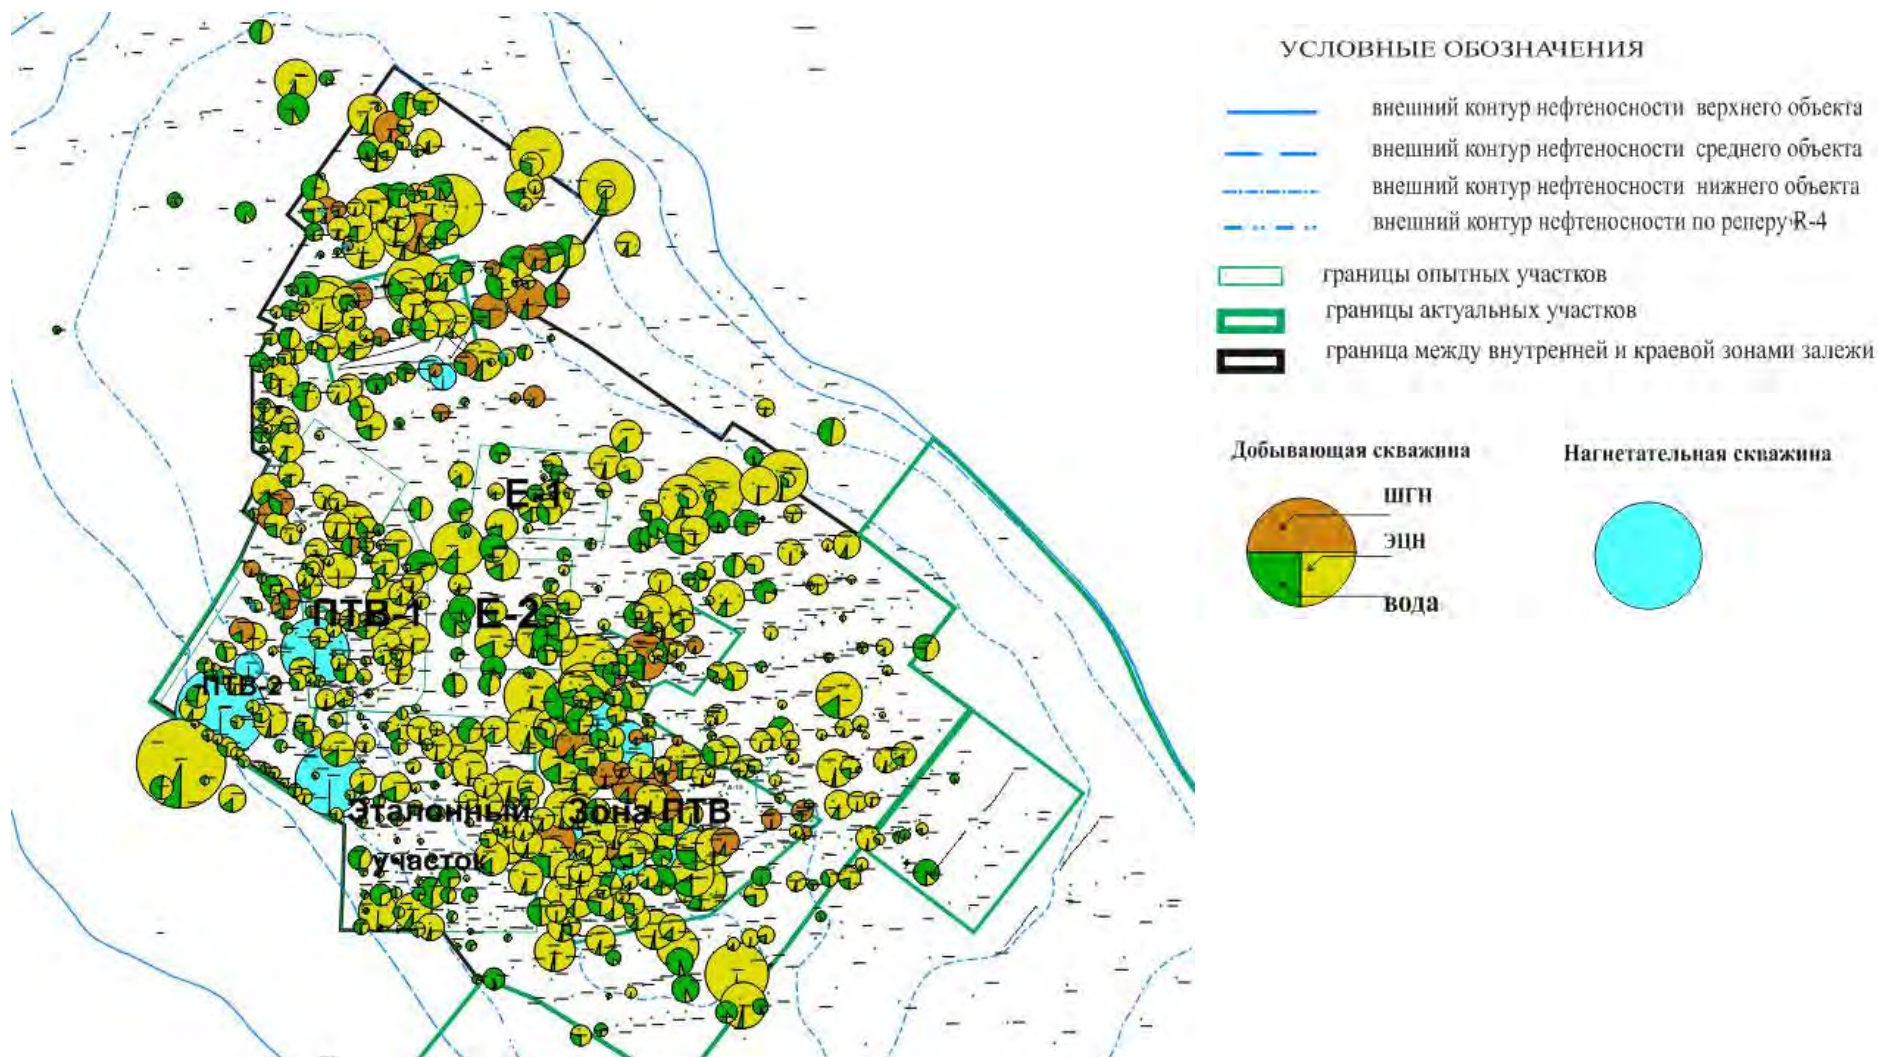 УСЛОВНЫЕ ОБОЗНАЧЕНИЯ
внешний контур нефтеносности верхнего объекта
внешний контур нефтеносности среднего объекта
внешний контур нефтеносности нижнего объекта
внешний контур нефтеносности по реперу R-4
границы опытных участков
границы актуальных участков
граница между внутренней и краевой зонами залежи
Добывающая скважина
Нагнетательная скважина
ШГН
ЭЦН
вода
Е-1
ПТВ-1
Е-2
ПТВ-2
Эталонный
участок
Зона ПТВ